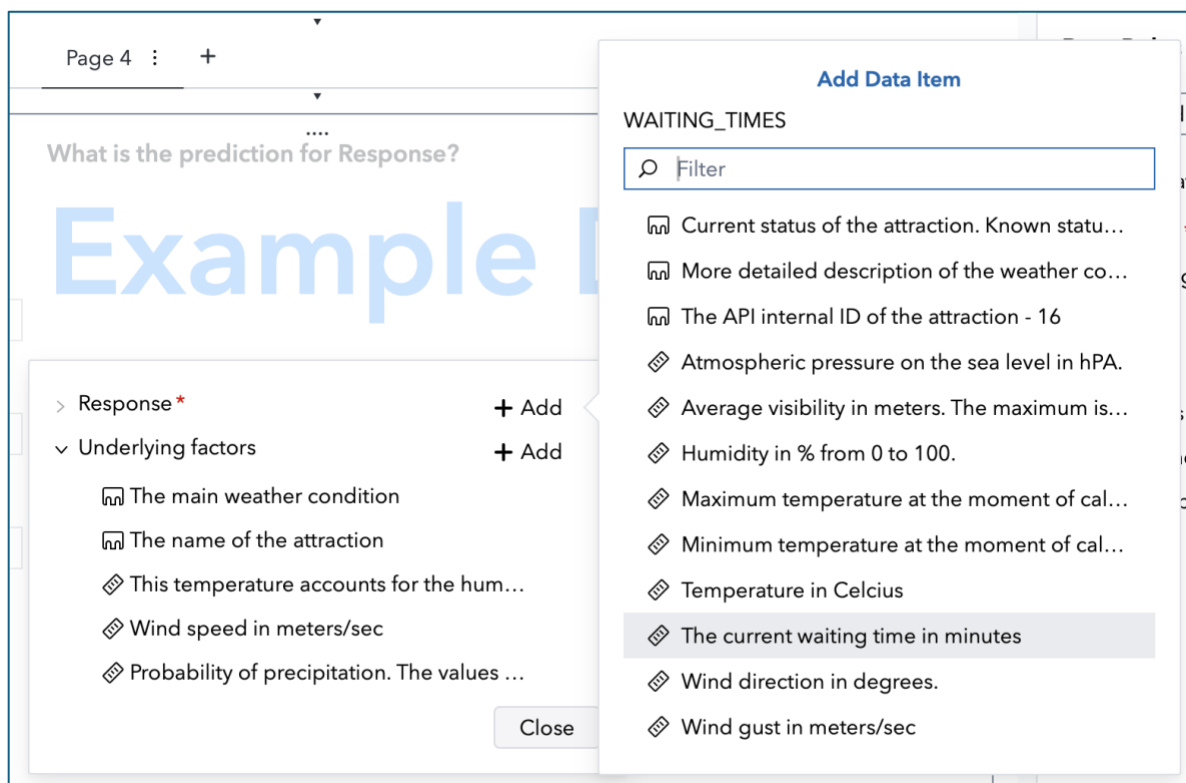 Page 4
What is the prediction for Response?
Example
Response*
+ Add
Underlying factors
+ Add
The main weather condition
The name of the attraction
This temperature accounts for the hum...
Wind speed in meters/sec
Probability of precipitation. The values ...
Close
Add Data Item
WAITING_TIMES
Filter
Current status of the attraction. Known statu...
More detailed description of the weather co...
The API internal ID of the attraction - 16
Atmospheric pressure on the sea level in hPA.
Average visibility in meters. The maximum is...
Humidity in % from 0 to 100.
Maximum temperature at the moment of cal...
Minimum temperature at the moment of cal...
Temperature in Celcius
The current waiting time in minutes
Wind direction in degrees.
Wind gust in meters/sec